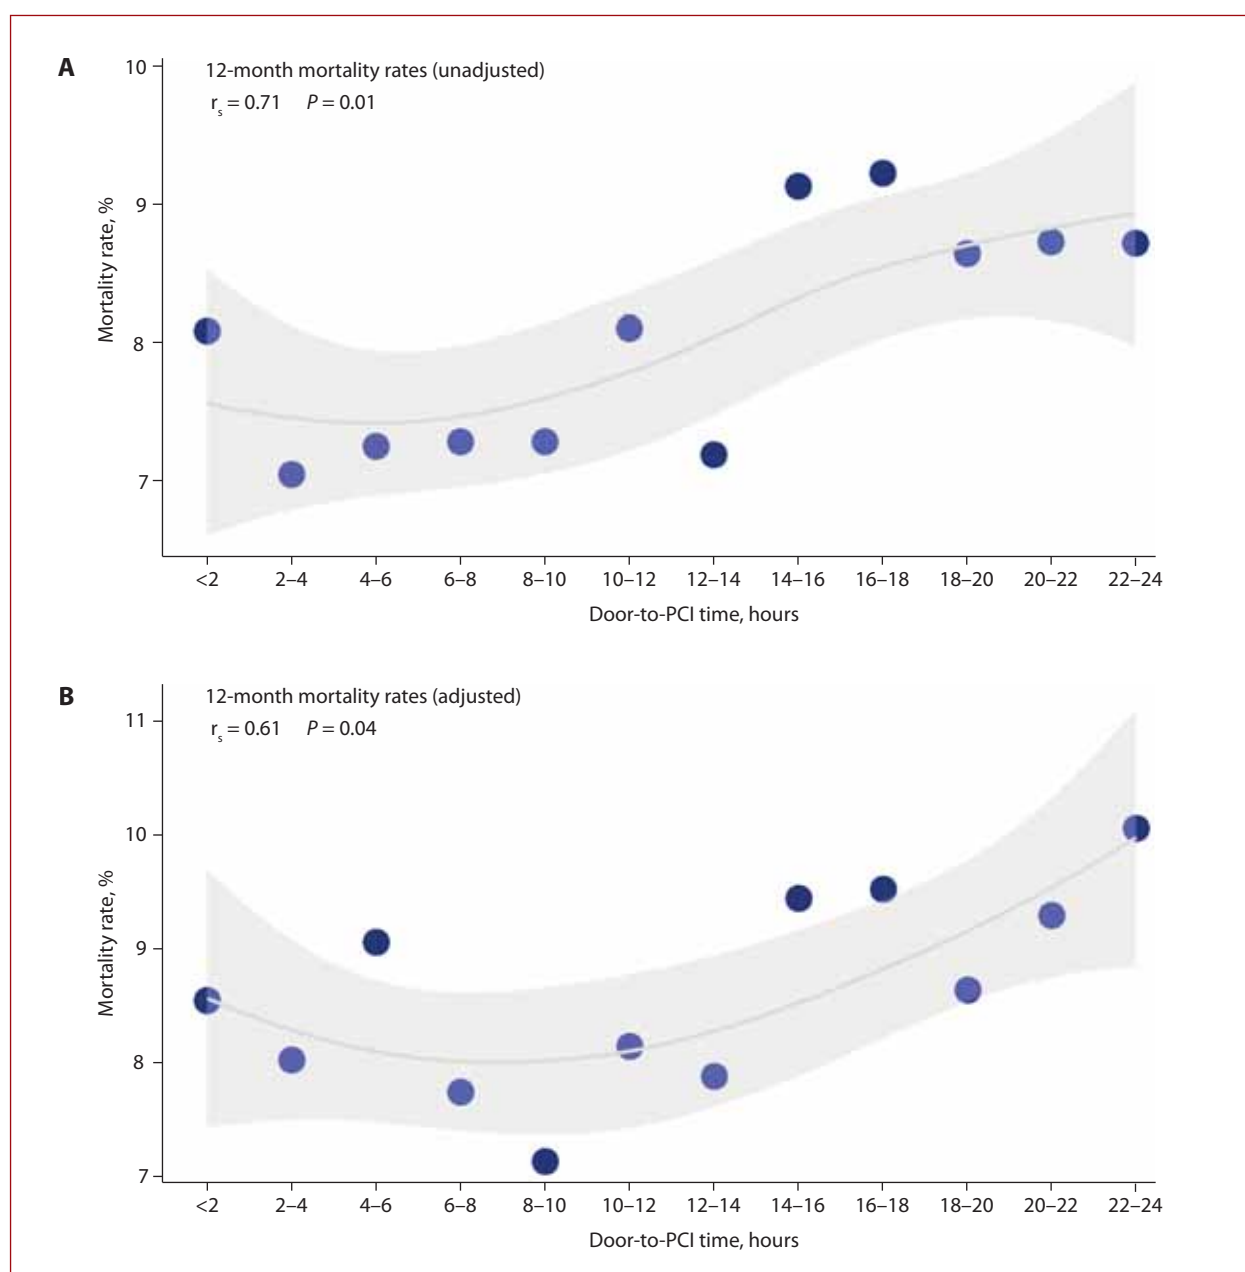 A
12-month mortality rates (unadjusted)
rs = 0.71 P = 0.01
10
9
8
7
Mortality rate, %
<2 2–4 4–6 6–8 8–10 10–12 12–14 14–16 16–18 18–20 20–22 22–24
Door-to-PCI time, hours
B
12-month mortality rates (adjusted)
rs = 0.61 P = 0.04
11
10
9
8
7
Mortality rate, %
<2 2–4 4–6 6–8 8–10 10–12 12–14 14–16 16–18 18–20 20–22 22–24
Door-to-PCI time, hours